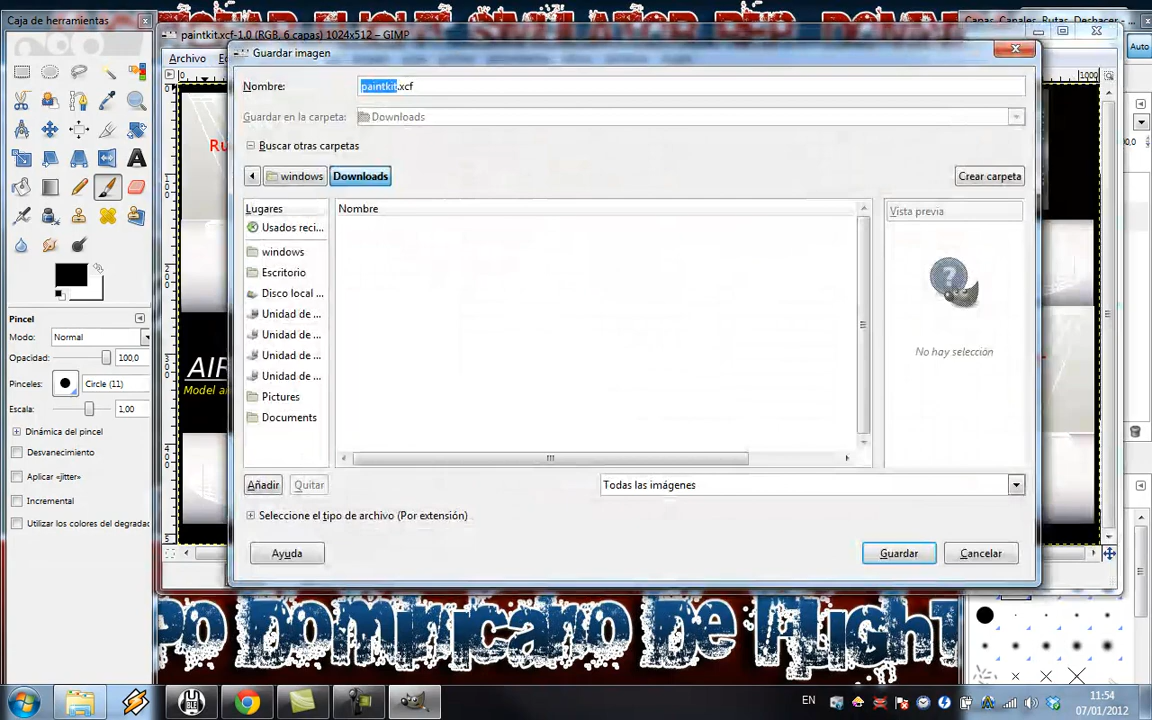 Caja de herramientas
paintkit.xcf-1.0 (RGB, 6 capas) 1024x512 – GIMP
Capas, Canales, Rutas, Deshacer - ...
Guardar imagen
Archivo
Auto
Nombre:
paintkit.xcf
Guardar en la carpeta:
Downloads
Buscar otras carpetas
windows
Downloads
Crear carpeta
Lugares
Nombre
Vista previa
Usados reci...
windows
Escritorio
Disco local ...
Unidad de ...
Unidad de ...
Unidad de ...
Unidad de ...
Pictures
Documents
No hay selección
Añadir
Quitar
Todas las imágenes
Seleccione el tipo de archivo (Por extensión)
Ayuda
Guardar
Cancelar
Pincel
Modo:
Normal
Opacidad:
100,0
Pinceles:
Circle (11)
Escala:
1,00
Dinámica del pincel
Desvanecimiento
Aplicar «jitter»
Incremental
Utilizar los colores del degradad
AIR
Model ai
Dominicano De Flight
EN
11:54
07/01/2012